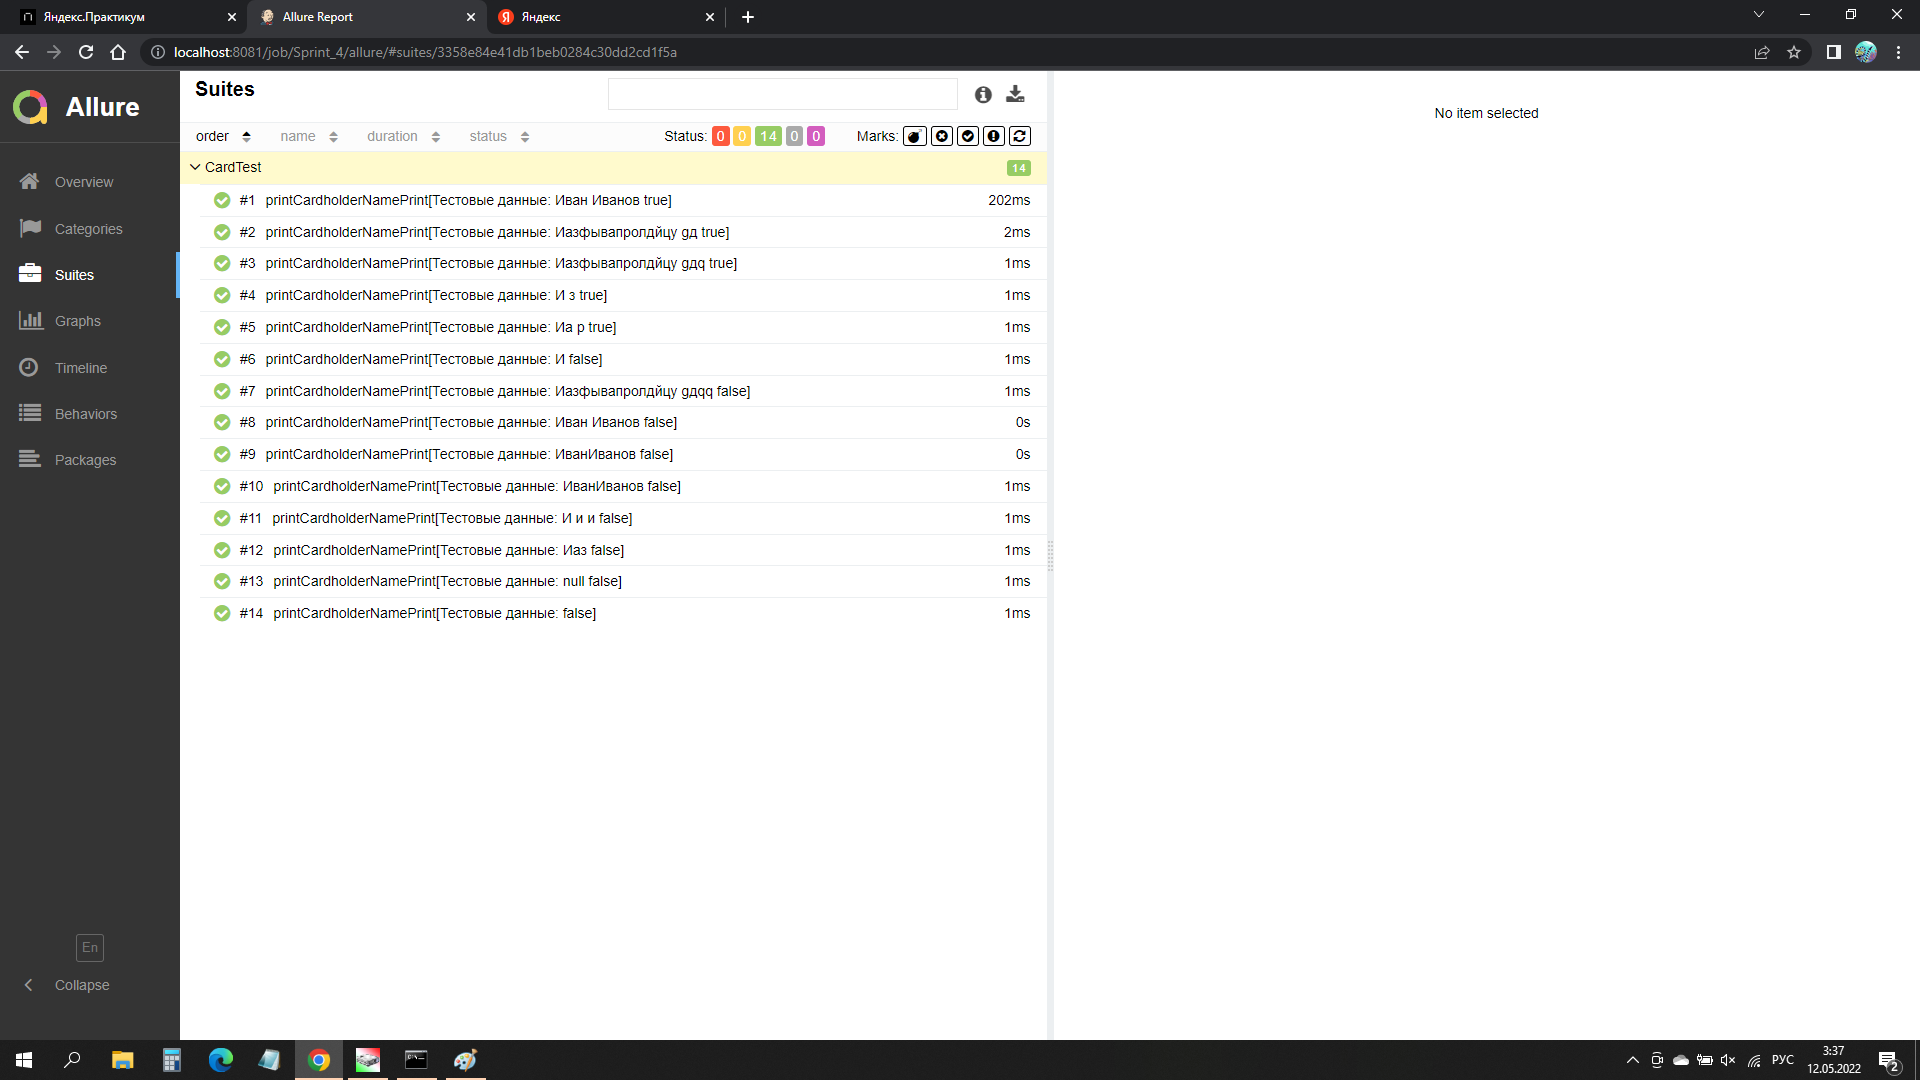 Яндекс.Практикум
Allure Report
Яндекс
localhost:8081/job/Sprint_4/allure/#suites/3358e84e41db1beb0284c30dd2cd1f5a
Allure
Overview
Categories
Suites
Graphs
Timeline
Behaviors
Packages
En
Collapse
Suites
order name duration status Status: 0 0 14 0 0 Marks:
CardTest 14
#1 printCardholderNamePrint[Тестовые данные: Иван Иванов true] 202ms
#2 printCardholderNamePrint[Тестовые данные: Иазфывапролдйцу gд true] 2ms
#3 printCardholderNamePrint[Тестовые данные: Иазфывапролдйцу gдq true] 1ms
#4 printCardholderNamePrint[Тестовые данные: И з true] 1ms
#5 printCardholderNamePrint[Тестовые данные: Иа р true] 1ms
#6 printCardholderNamePrint[Тестовые данные: И false] 1ms
#7 printCardholderNamePrint[Тестовые данные: Иазфывапролдйцу gдqq false] 1ms
#8 printCardholderNamePrint[Тестовые данные: Иван Иванов false] 0s
#9 printCardholderNamePrint[Тестовые данные: ИванИванов false] 0s
#10 printCardholderNamePrint[Тестовые данные: ИванИванов false] 1ms
#11 printCardholderNamePrint[Тестовые данные: И и и false] 1ms
#12 printCardholderNamePrint[Тестовые данные: Иаз false] 1ms
#13 printCardholderNamePrint[Тестовые данные: null false] 1ms
#14 printCardholderNamePrint[Тестовые данные: false] 1ms
No item selected
РУС
3:37
12.05.2022
2